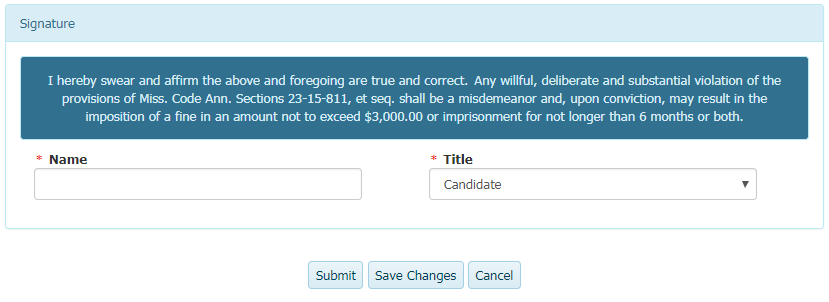 Signature
I hereby swear and affirm the above and foregoing are true and correct. Any willful, deliberate and substantial violation of the
provisions of Miss. Code Ann. Sections 23-15-811, et seq. shall be a misdemeanor and, upon conviction, may result in the
imposition of a fine in an amount not to exceed $3,000.00 or imprisonment for not longer than 6 months or both.
* Name * Title
Candidate
Submit Save Changes Cancel